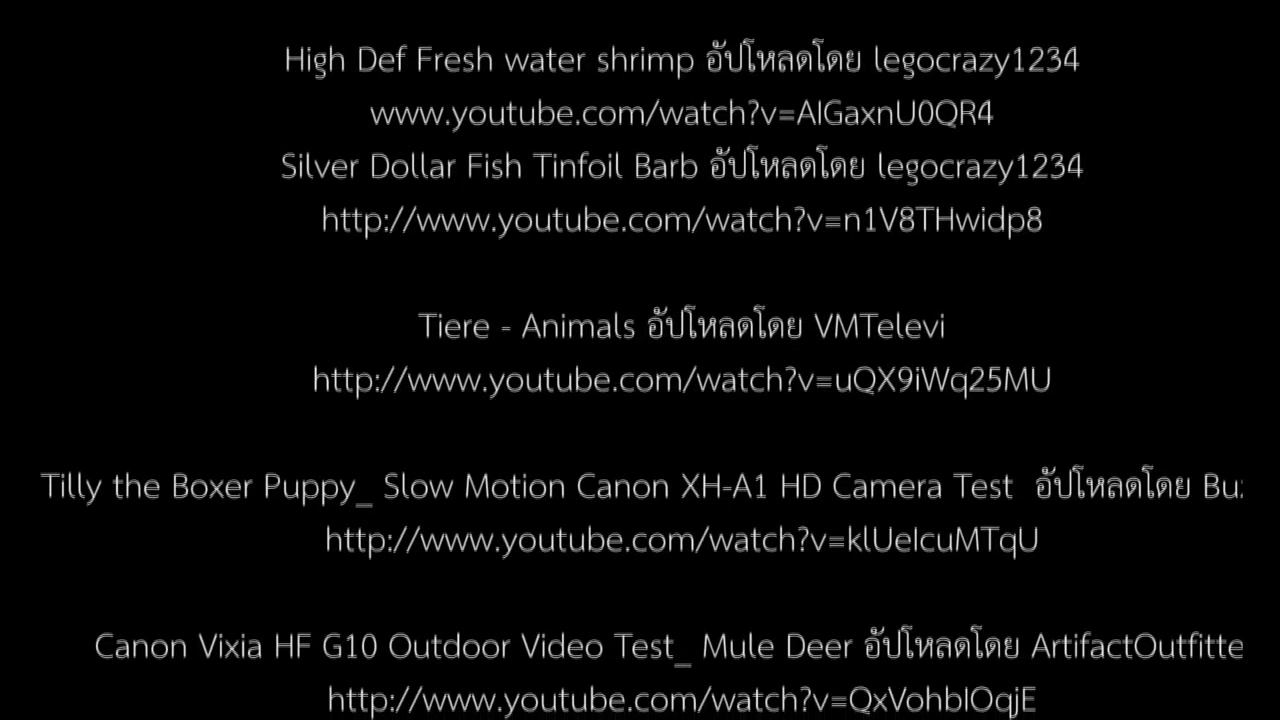 High Def Fresh water shrimp อัปโหลดโดย legocrazy1234
www.youtube.com/watch?v=AIGaxnU0QR4
Silver Dollar Fish Tinfoil Barb อัปโหลดโดย legocrazy1234
http://www.youtube.com/watch?v=n1V8THwidp8
Tiere - Animals อัปโหลดโดย VMTelevi
http://www.youtube.com/watch?v=uQX9iWq25MU
Tilly the Boxer Puppy_ Slow Motion Canon XH-A1 HD Camera Test อัปโหลดโดย
http://www.youtube.com/watch?v=klUeIcuMTqU
Canon Vixia HF G10 Outdoor Video Test_ Mule Deer อัปโหลดโดย ArtifactOutfitte
http://www.youtube.com/watch?v=QxVohbIOqjE